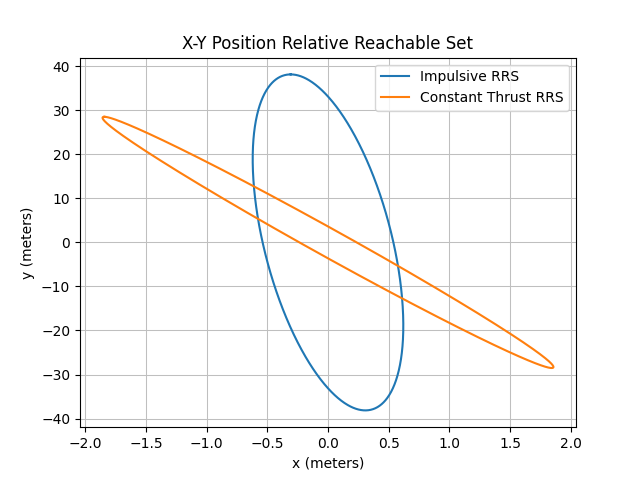 X-Y Position Relative Reachable Set
Impulsive RRS
Constant Thrust RRS
40
30
20
10
0
−10
−20
−30
−40
y (meters)
−2.0 −1.5 −1.0 −0.5 0.0 0.5 1.0 1.5 2.0
x (meters)